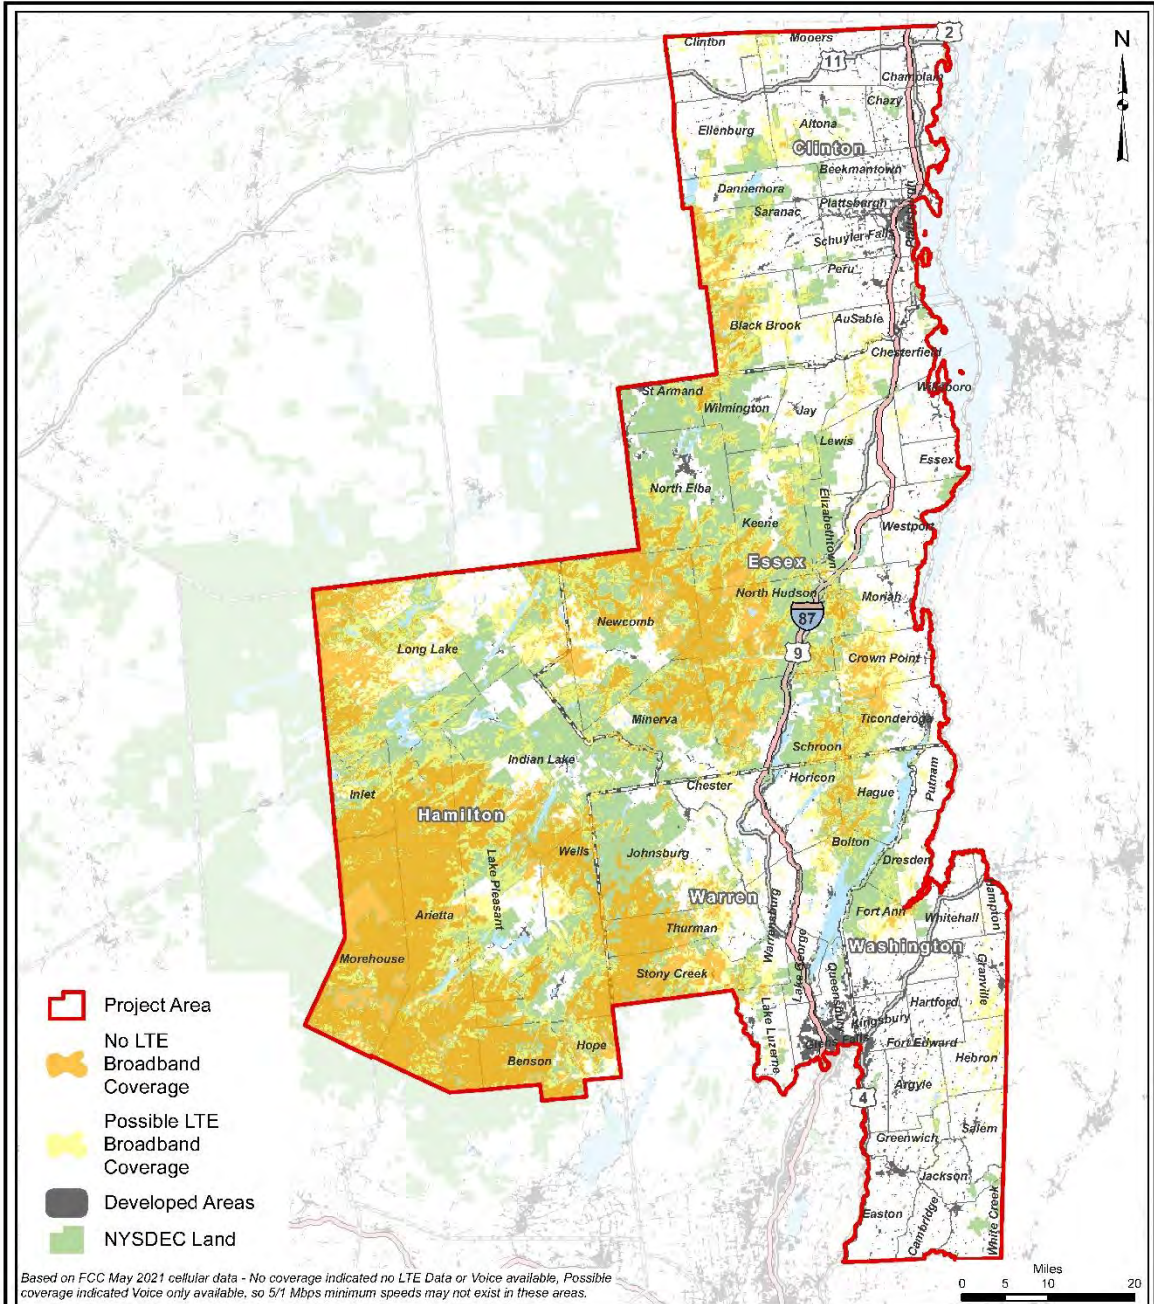 N
2
Clinton
Mooers
11
Champlain
Chazy
Ellenburg
Altona
Clinton
Beekmantown
Dannemora
Plattsburgh
Saranac
Plattsburgh
Schuyler Falls
Peru
Black Brook
AuSable
Chesterfield
St Armand
Willsboro
Wilmington
Jay
Lewis
Essex
North Elba
Elizabethtown
Keene
Westport
Essex
North Hudson
Moriah
87
Newcomb
Long Lake
9
Crown Point
Minerva
Ticonderoga
Schroon
Indian Lake
Horicon
Putnam
Chester
Hague
Inlet
Hamilton
Bolton
Wells
Johnsburg
Lake Pleasant
Dresden
Hampton
Warren
Arietta
Fort Ann
Whitehall
Thurman
Warrensburg
Washington
Morehouse
Stony Creek
Lake George
Queensbury
Granville
Hartford
Lake Luzerne
Kingsbury
Glens Falls
Fort Edward
Hope
Hebron
Benson
Argyle
4
Salem
Greenwich
Jackson
Easton
Cambridge
White Creek
Project Area
No LTE
Broadband
Coverage
Possible LTE
Broadband
Coverage
Developed Areas
NYSDEC Land
Based on FCC May 2021 cellular data - No coverage indicated no LTE Data or Voice available, Possible
coverage indicated Voice only available, so 5/1 Mbps minimum speeds may not exist in these areas.
Miles
0 5 10 20